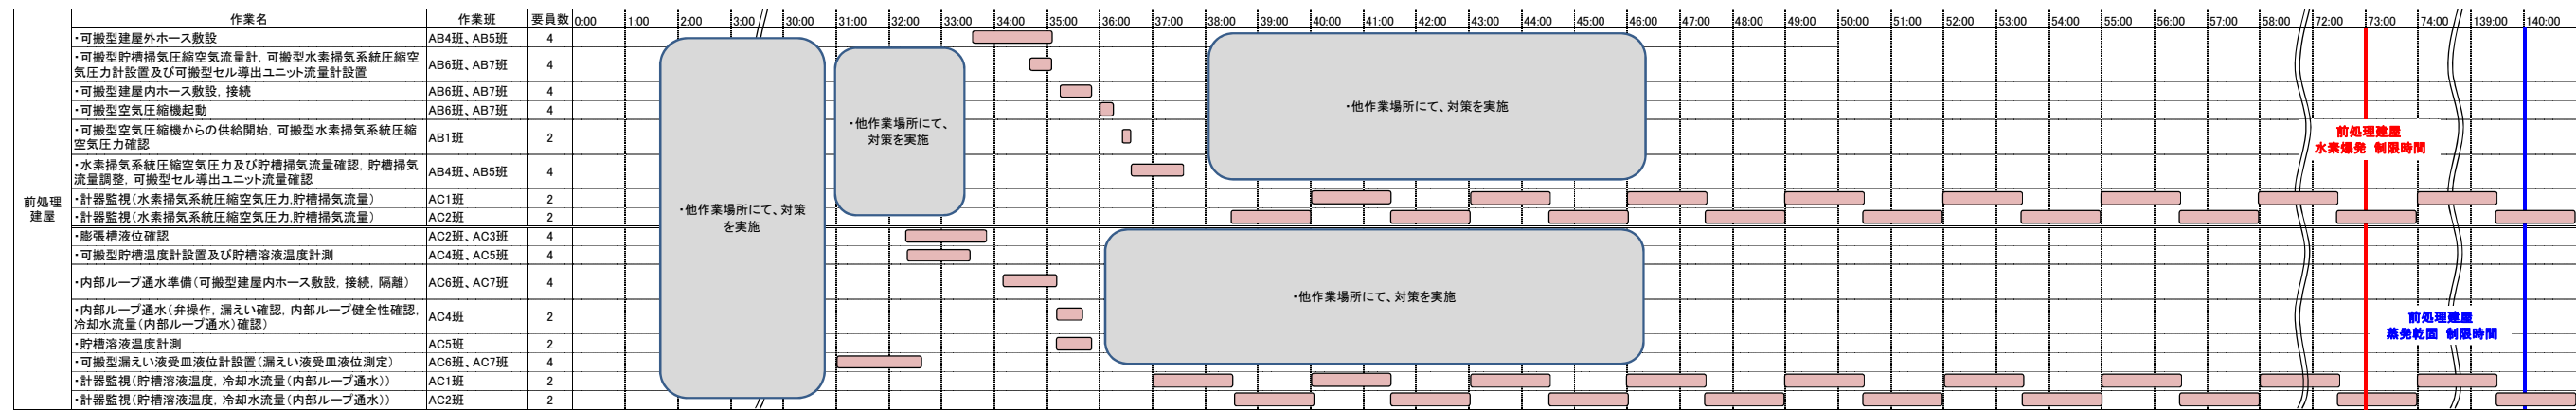 作業名 作業班 要員数 0:00 1:00 2:00 3:00 30:00 31:00 32:00 33:00 34:00 35:00 36:00 37:00 38:00 39:00 40:00 41:00 42:00 43:00 44:00 45:00 46:00 47:00 48:00 49:00 50:00 51:00 52:00 53:00 54:00 55:00 56:00 57:00 58:00 72:00 73:00 74:00 139:00 140:00
前処理
建屋
・可搬型建屋外ホース敷設 AB4班、AB5班 4
・可搬型貯槽掃気圧縮空気流量計，可搬型水素掃気系統圧縮空
気圧力計設置及び可搬型セル導出ユニット流量計設置 AB6班、AB7班 4
・可搬型建屋内ホース敷設，接続 AB6班、AB7班 4
・可搬型空気圧縮機起動 AB6班、AB7班 4
・可搬型空気圧縮機からの供給開始，可搬型水素掃気系統圧縮
空気圧力確認 AB1班 2
・水素掃気系統圧縮空気圧力及び貯槽掃気流量確認，貯槽掃気
流量調整，可搬型セル導出ユニット流量確認 AB4班、AB5班 4
・計器監視（水素掃気系統圧縮空気圧力,貯槽掃気流量） AC1班 2
・計器監視（水素掃気系統圧縮空気圧力,貯槽掃気流量） AC2班 2
・膨張槽液位確認 AC2班、AC3班 4
・可搬型貯槽温度計設置及び貯槽溶液温度計測 AC4班、AC5班 4
・内部ループ通水準備（可搬型建屋内ホース敷設，接続，隔離） AC6班、AC7班 4
・内部ループ通水（弁操作，漏えい確認，内部ループ健全性確認，
冷却水流量（内部ループ通水）確認） AC4班 2
・貯槽溶液温度計測 AC5班 2
・可搬型漏えい液受皿液位計設置（漏えい液受皿液位測定） AC6班、AC7班 4
・計器監視（貯槽溶液温度，冷却水流量（内部ループ通水）） AC1班 2
・計器監視（貯槽溶液温度，冷却水流量（内部ループ通水）） AC2班 2
・他作業場所にて、対策
を実施
・他作業場所にて、
対策を実施
・他作業場所にて、対策を実施
・他作業場所にて、対策を実施
前処理建屋
水素爆発 制限時間
前処理建屋
蒸発乾固 制限時間